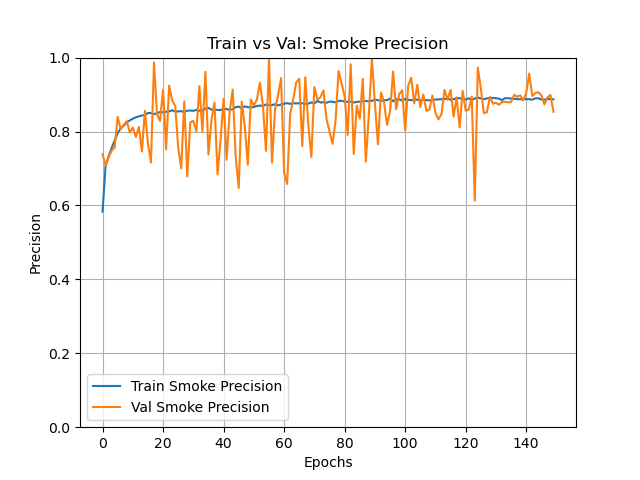 Train vs Val: Smoke Precision
1.0
0.8
0.6
0.4
0.2
0.0
Precision
Train Smoke Precision
Val Smoke Precision
0 20 40 60 80 100 120 140
Epochs